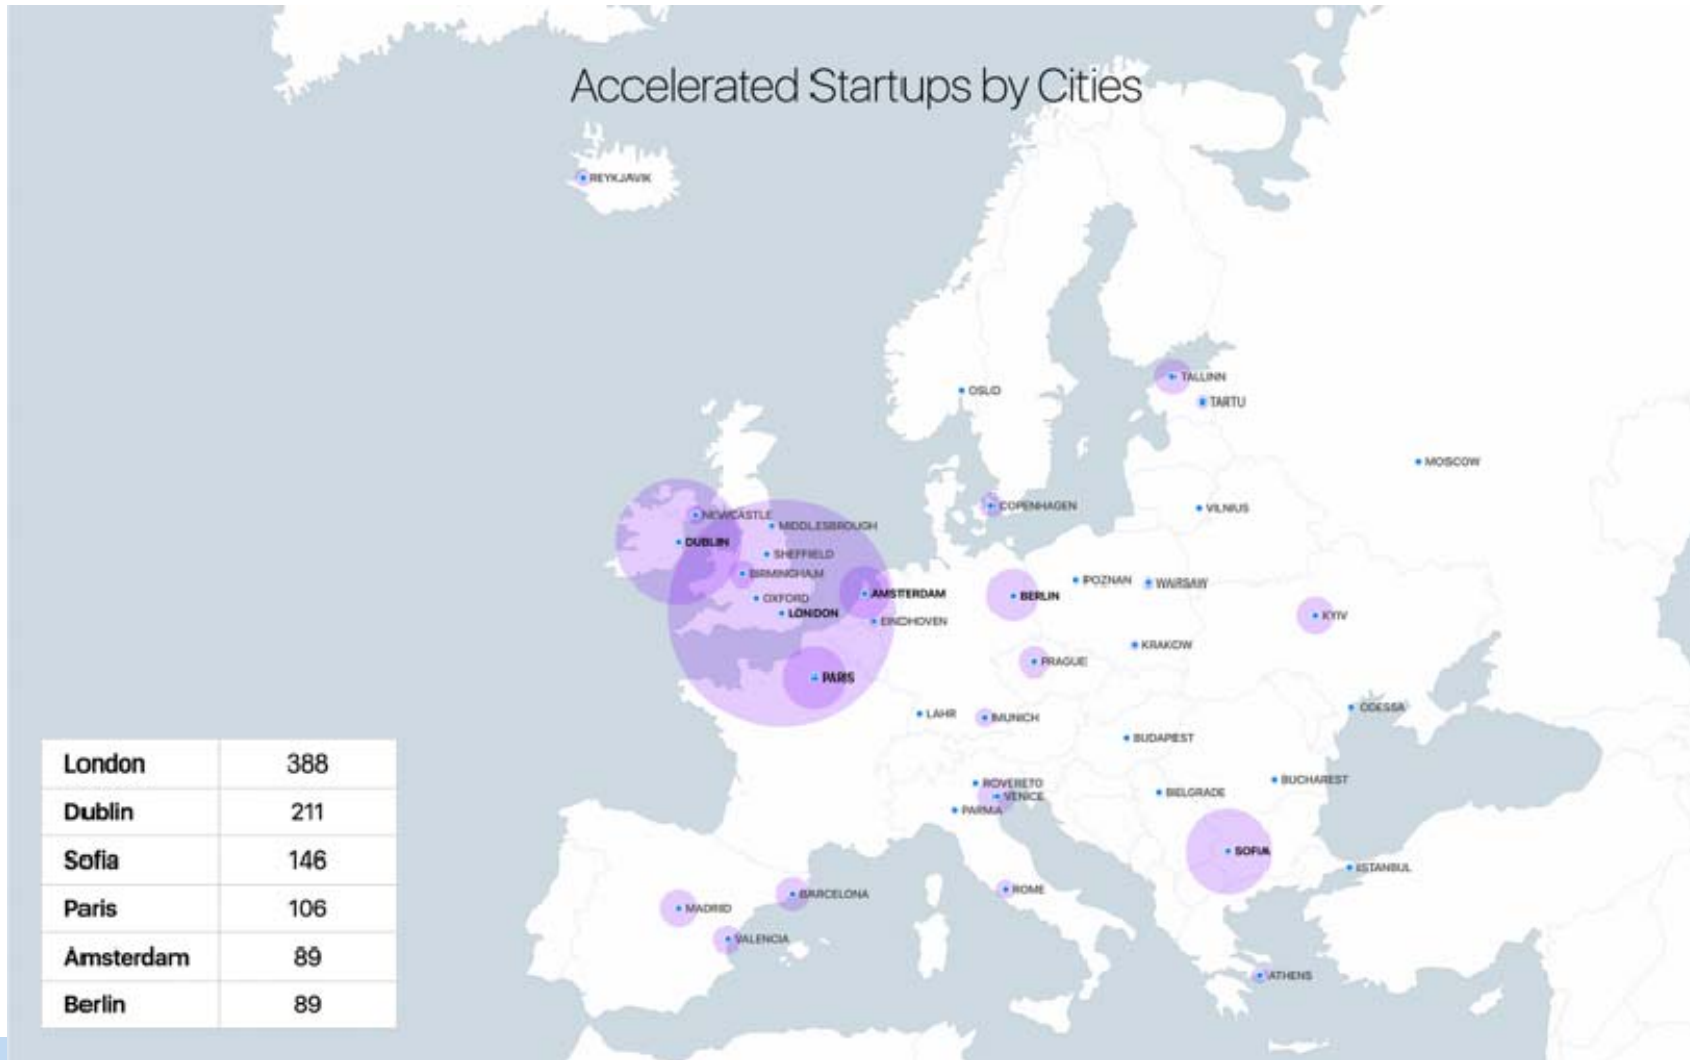 Accelerated Startups by Cities
REYKJAVIK
TALLINN
OSLO
TARTU
MOSCOW
COPENHAGEN
VILNIUS
NEWCASTLE
MIDDLESBROUGH
DUBLIN
SHEFFIELD
BIRMINGHAM
POZNAN
WARSAW
AMSTERDAM
BERLIN
OXFORD
LONDON
KYIV
EINDHOVEN
KRAKOW
PRAGUE
PARIS
ODESSA
LAHR
MUNICH
BUDAPEST
London 388
BUCHAREST
ROVERETO
BELGRADE
VENICE
PARMA
Dublin 211
SOFIA
Sofia 146
ISTANBUL
ROME
BARCELONA
MADRID
Paris 106
VALENCIA
Amsterdam 89
ATHENS
Berlin 89